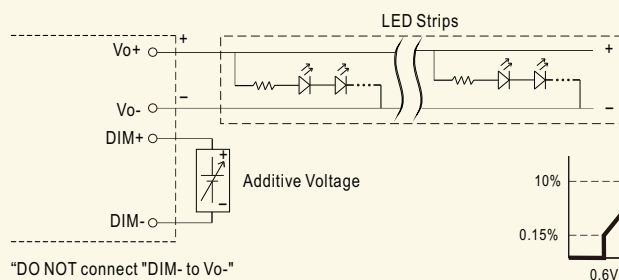 LED Strips
Vo+
+
+
Vo-
−
−
DIM+
+
Additive Voltage
−
DIM-
10%
0.15%
0.6V
“DO NOT connect "DIM- to Vo-"